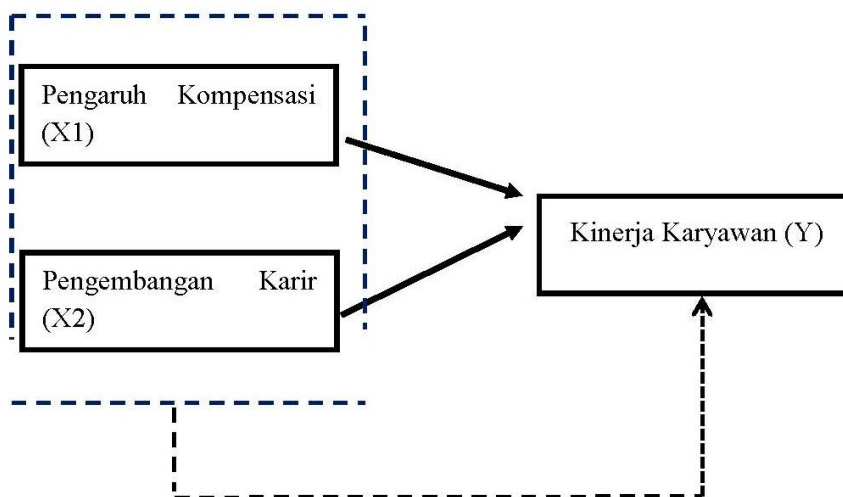 Pengaruh Kompensasi
(X1)
Kinerja Karyawan (Y)
Pengembangan Karir
(X2)